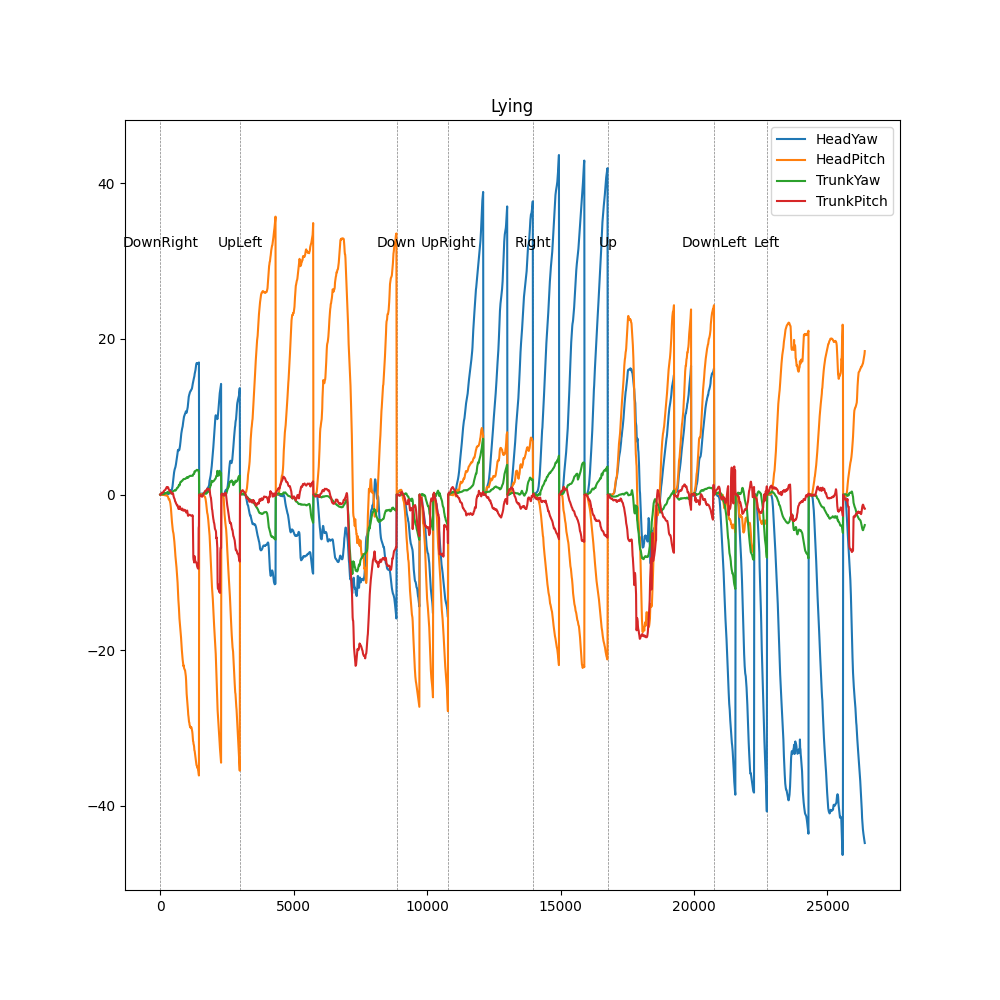 Lying
HeadYaw
HeadPitch
TrunkYaw
TrunkPitch
40
20
0
−20
−40
DownRight UpLeft Down UpRight Right Up DownLeft Left
0 5000 10000 15000 20000 25000